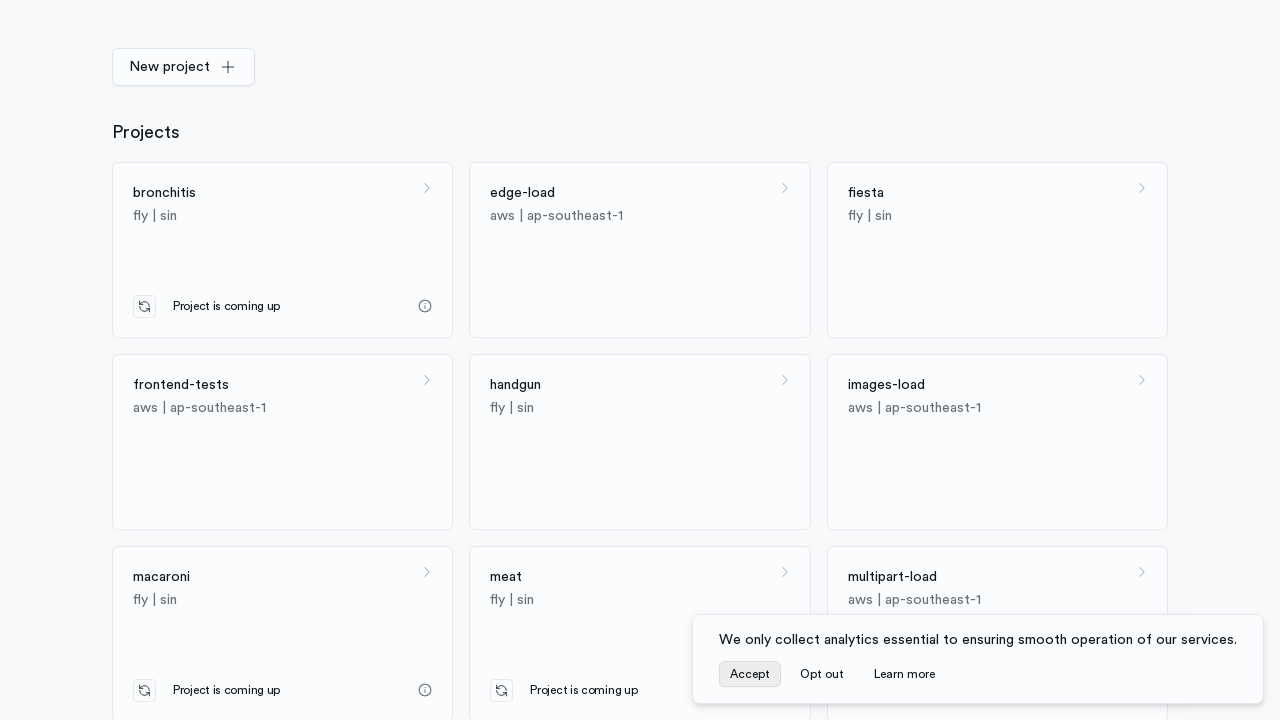 New project
Projects
bronchitis
fly | sin
Project is coming up
edge-load
aws | ap-southeast-1
fiesta
fly | sin
frontend-tests
aws | ap-southeast-1
handgun
fly | sin
images-load
aws | ap-southeast-1
macaroni
fly | sin
Project is coming up
meat
fly | sin
Project is coming up
multipart-load
aws | ap-southeast-1
We only collect analytics essential to ensuring smooth operation of our services.
Accept Opt out Learn more